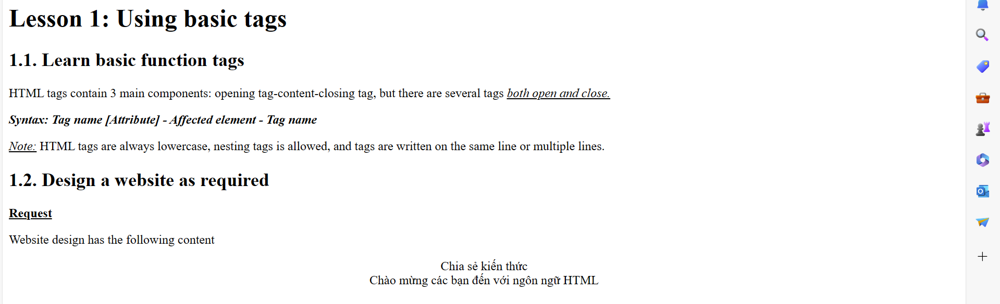 Lesson 1: Using basic tags
1.1. Learn basic function tags
HTML tags contain 3 main components: opening tag-content-closing tag, but there are several tags both open and close.
Syntax: Tag name [Attribute] - Affected element - Tag name
Note: HTML tags are always lowercase, nesting tags is allowed, and tags are written on the same line or multiple lines.
1.2. Design a website as required
Request
Website design has the following content
Chia sẻ kiến thức
Chào mừng các bạn đến với ngôn ngữ HTML